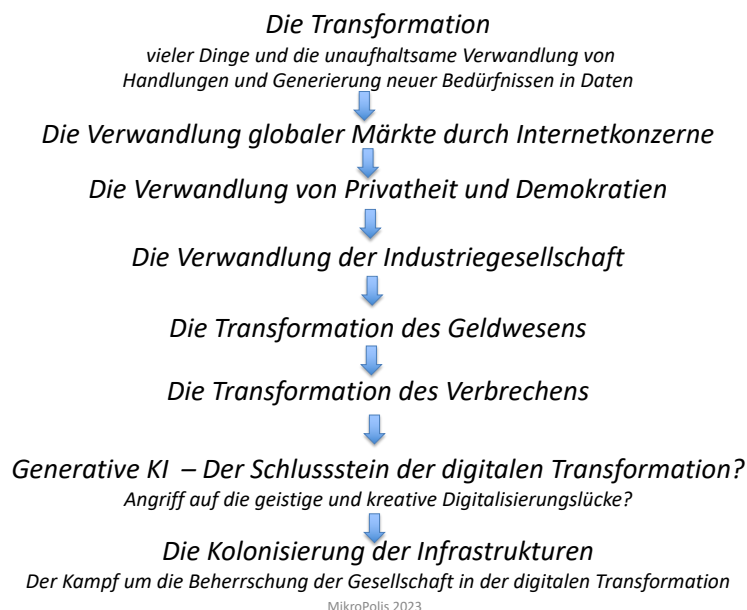 Die Transformation
vieler Dinge und die unaufhaltsame Verwandlung von
Handlungen und Generierung neuer Bedürfnissen in Daten
Die Verwandlung globaler Märkte durch Internetkonzerne
Die Verwandlung von Privatheit und Demokratien
Die Verwandlung der Industriegesellschaft
Die Transformation des Geldwesens
Die Transformation des Verbrechens
Generative KI – Der Schlussstein der digitalen Transformation?
Angriff auf die geistige und kreative Digitalisierungslücke?
Die Kolonisierung der Infrastrukturen
Der Kampf um die Beherrschung der Gesellschaft in der digitalen Transformation
MikroPolis 2023